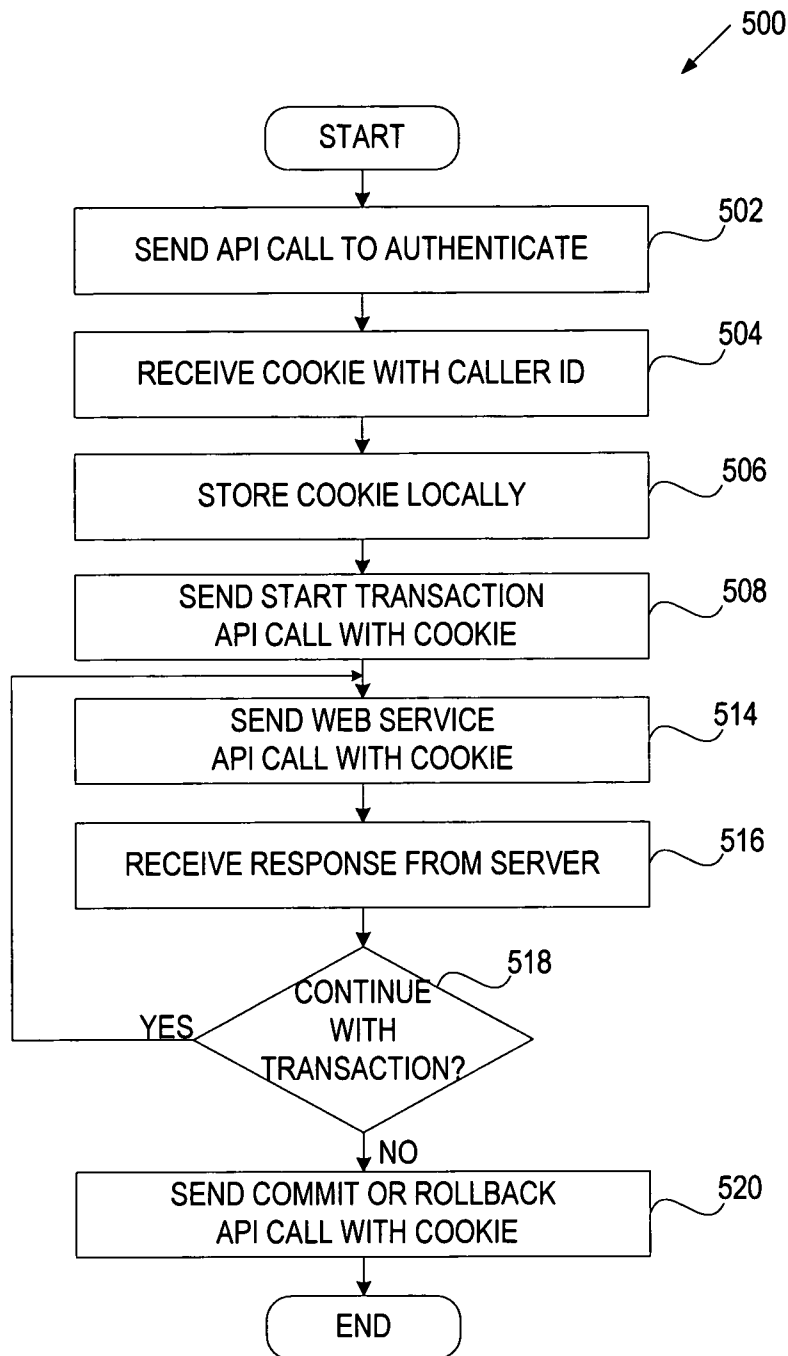 500
START
502
SEND API CALL TO AUTHENTICATE
504
RECEIVE COOKIE WITH CALLER ID
506
STORE COOKIE LOCALLY
508
SEND START TRANSACTION
API CALL WITH COOKIE
514
SEND WEB SERVICE
API CALL WITH COOKIE
516
RECEIVE RESPONSE FROM SERVER
518
CONTINUE
WITH
TRANSACTION?
YES
NO
520
SEND COMMIT OR ROLLBACK
API CALL WITH COOKIE
END